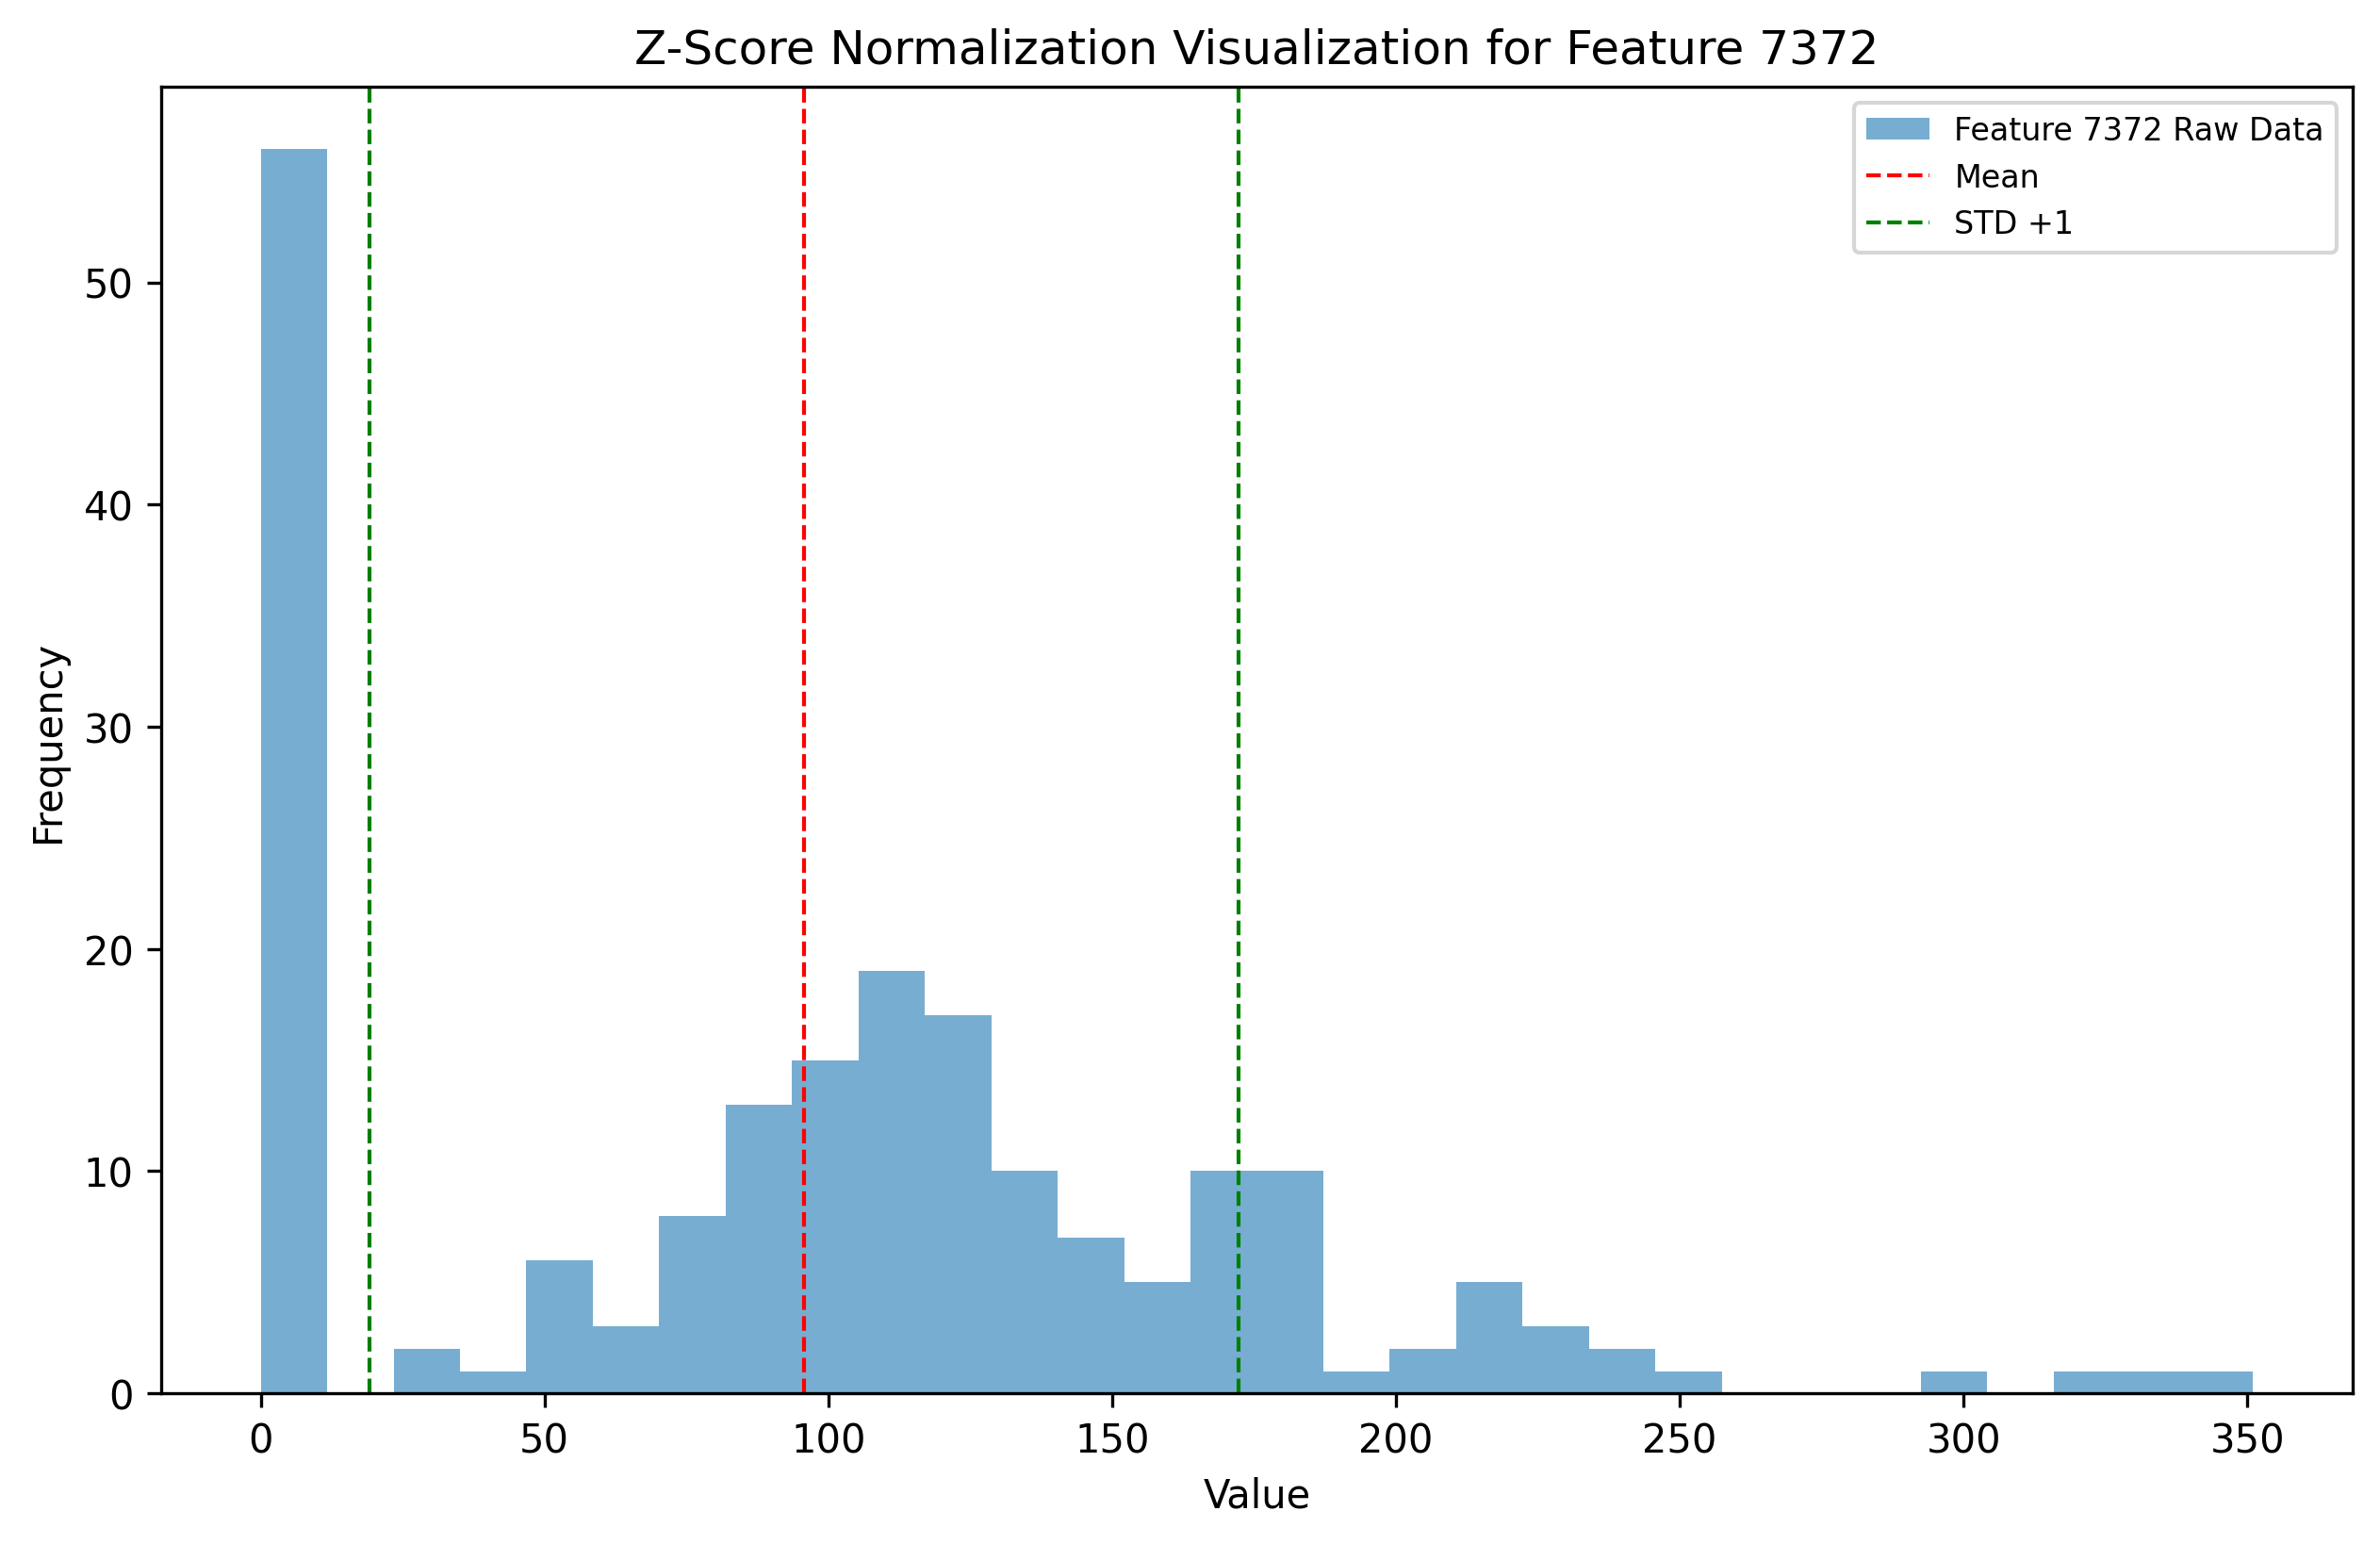 Z-Score Normalization Visualization for Feature 7372
Feature 7372 Raw Data
Mean
STD +1
Frequency
50
40
30
20
10
0
0 50 100 150 200 250 300 350
Value